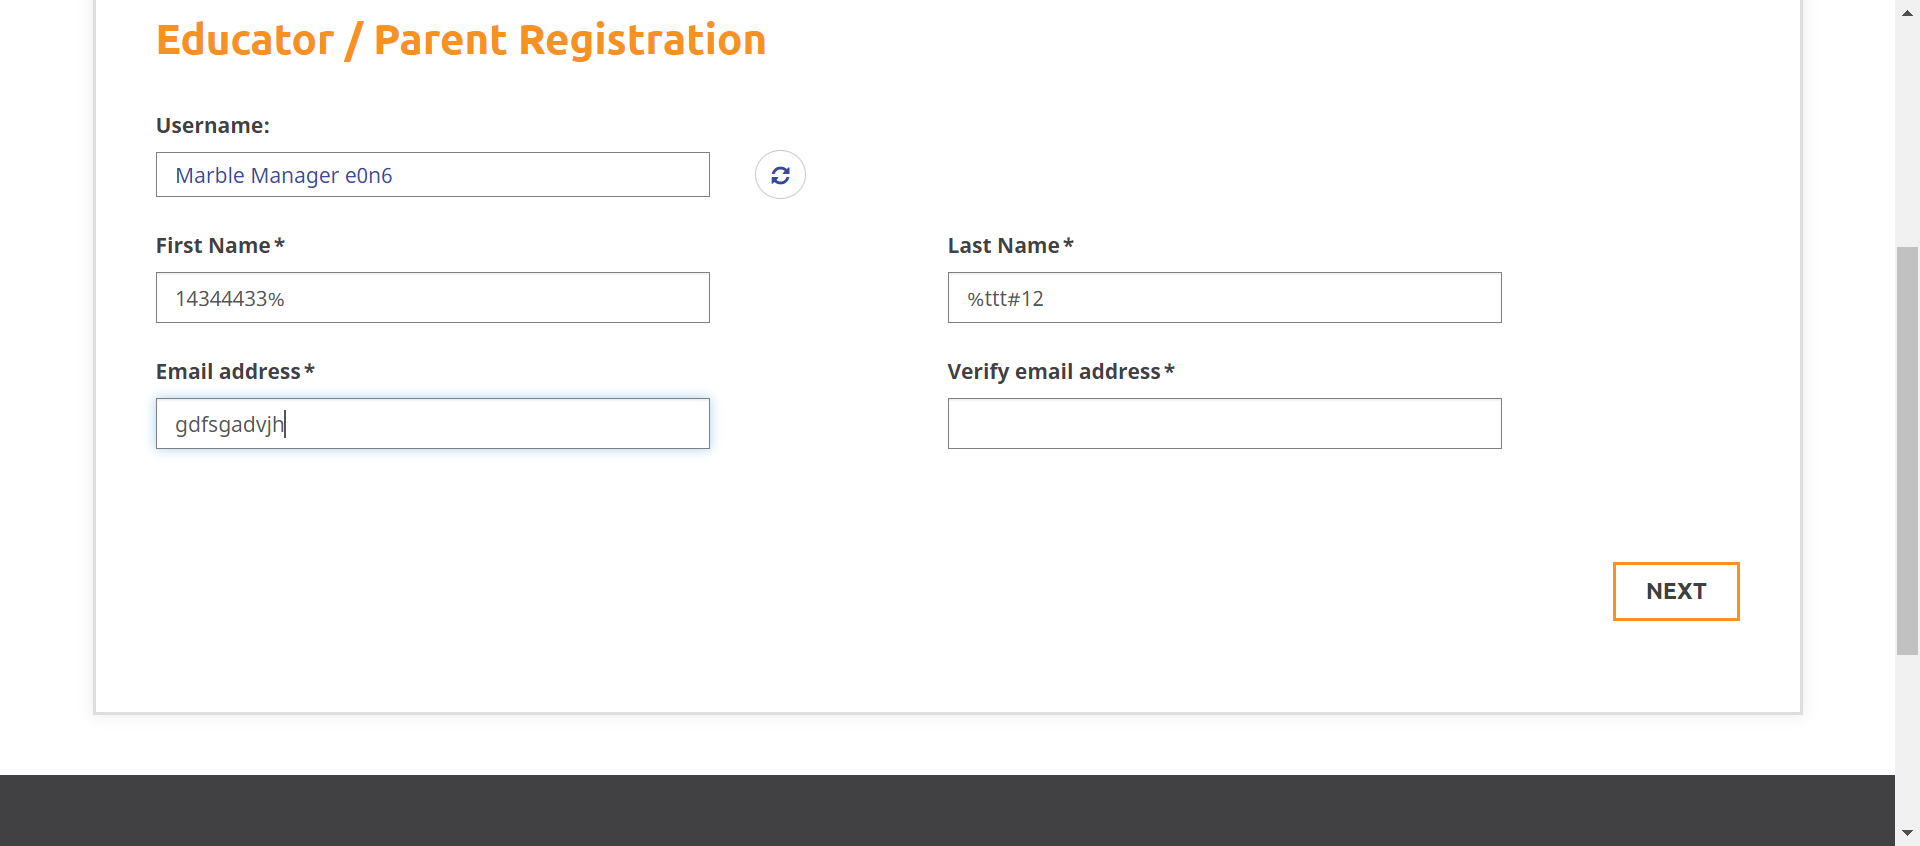 Educator / Parent Registration
Username:
Marble Manager e0n6
First Name* Last Name*
14344433% %ttt#12
Email address* Verify email address*
gdfsgadvjh
NEXT